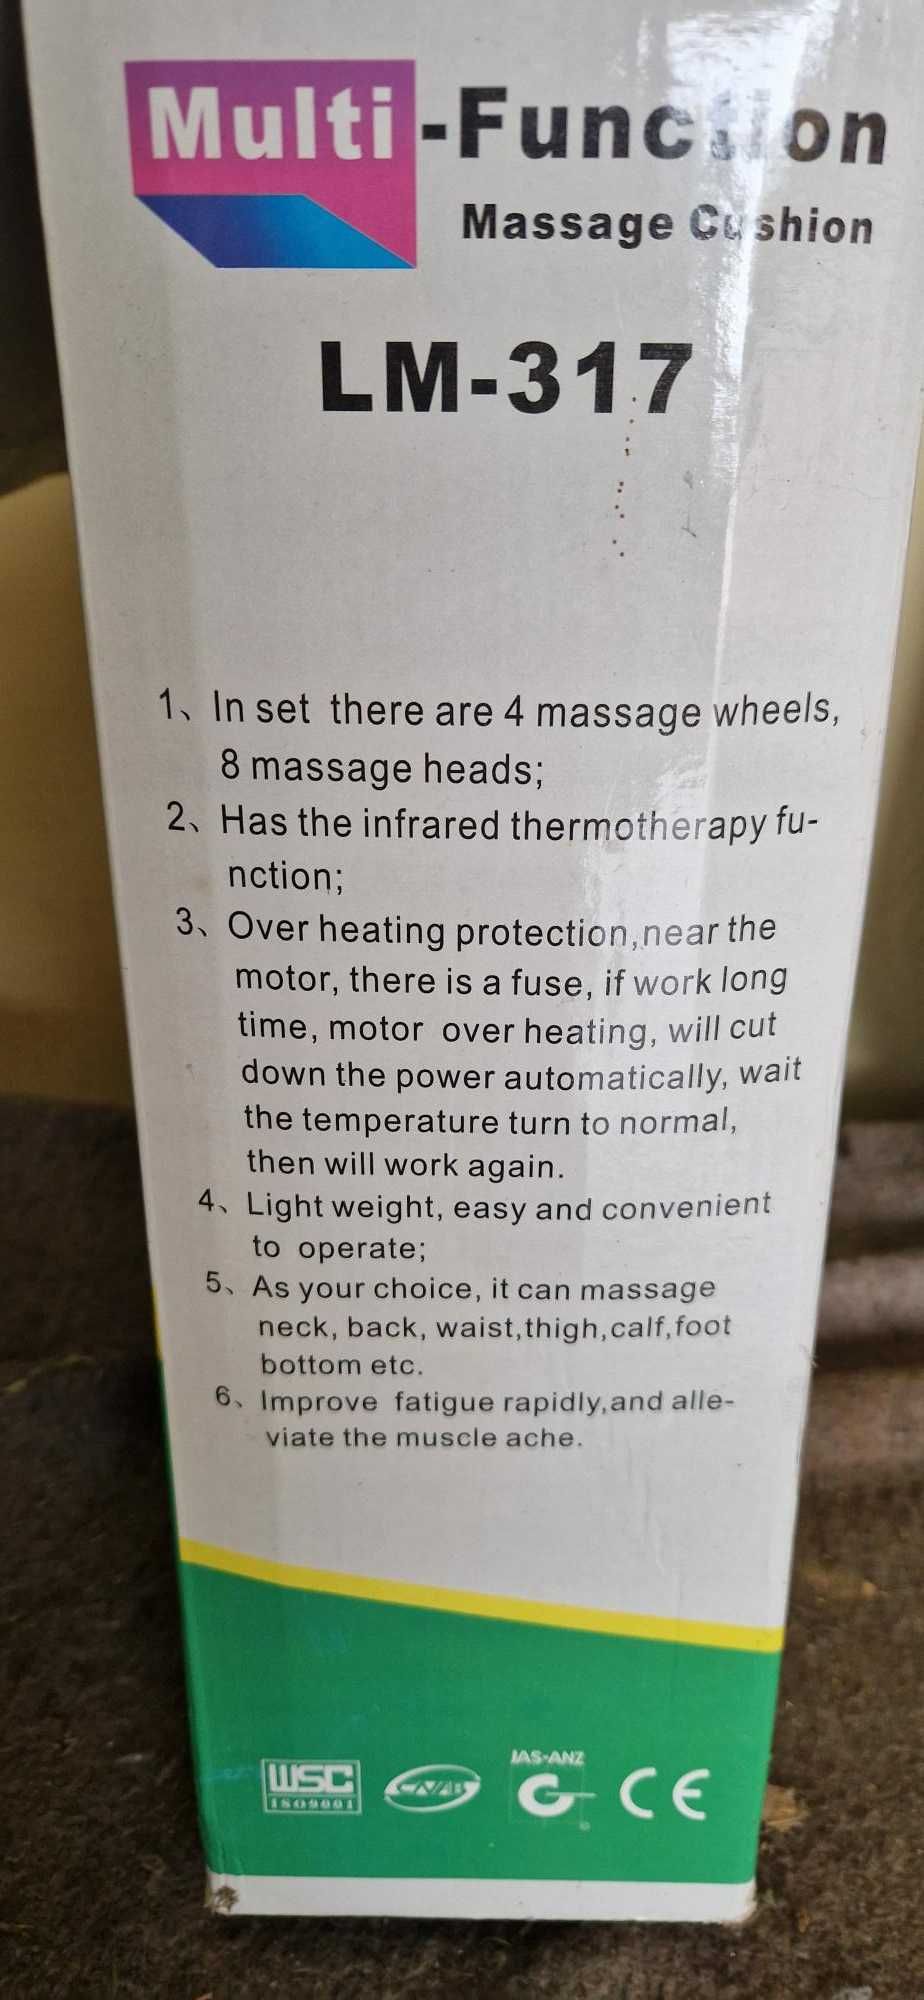 Multi-Function
Massage Cushion
LM-317
1、In set there are 4 massage wheels,
8 massage heads;
2、Has the infrared thermotherapy fu-
nction;
3、Over heating protection,near the
motor, there is a fuse, if work long
time, motor over heating, will cut
down the power automatically, wait
the temperature turn to normal,
then will work again.
4、Light weight, easy and convenient
to operate;
5、As your choice, it can massage
neck, back, waist,thigh,calf,foot
bottom etc.
6、Improve fatigue rapidly,and alle-
viate the muscle ache.
JAS-ANZ
WSC
ISO9001
CNAB
CE